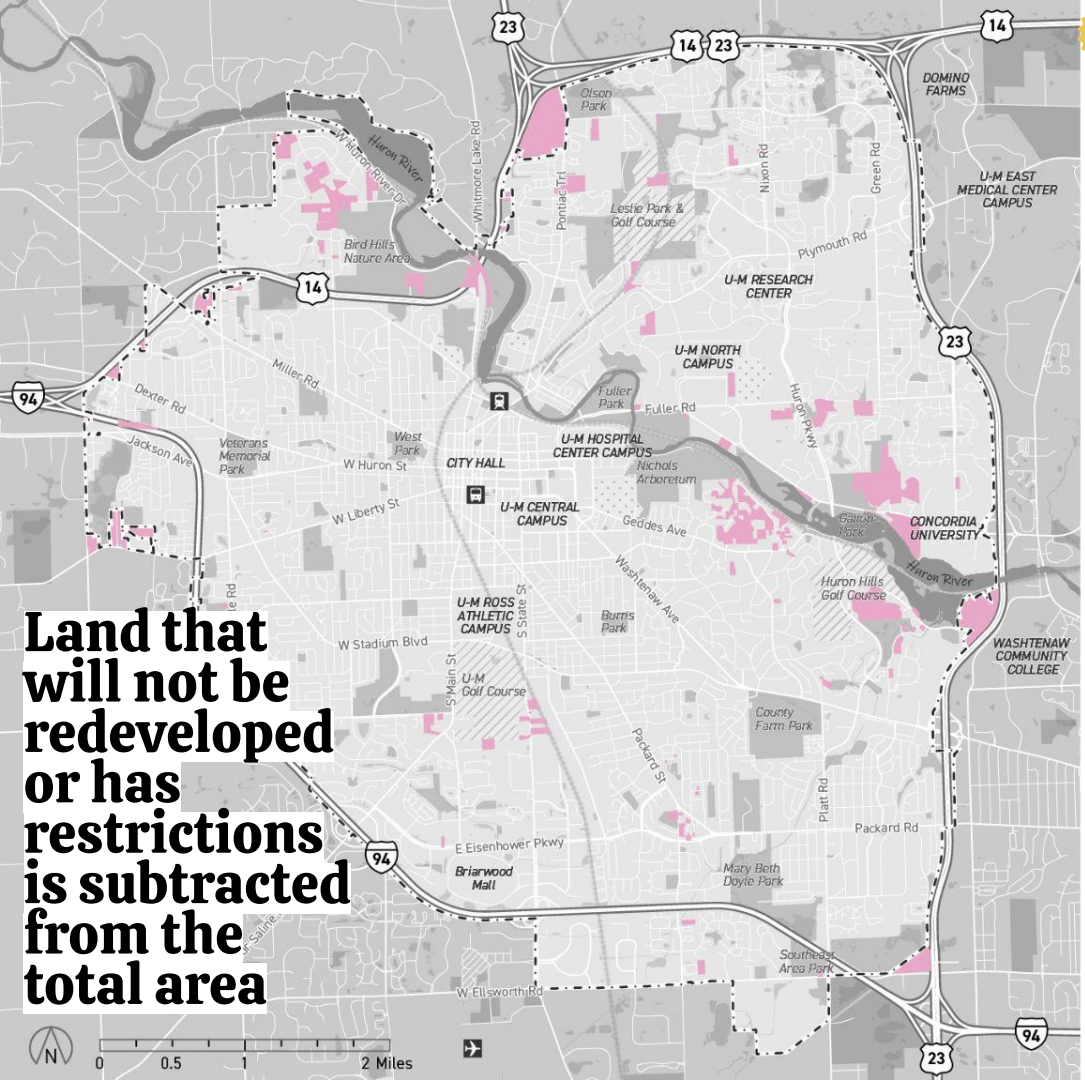 23
14
14 23
DOMINO
FARMS
Olson
Park
Huron River
W Huron River Dr
Whitmore Lake Rd
Pontiac Trl
Nixon Rd
Green Rd
U-M EAST
MEDICAL CENTER
CAMPUS
Leslie Park &
Golf Course
Bird Hills
Nature Area
Plymouth Rd
14
U-M RESEARCH
CENTER
23
U-M NORTH
CAMPUS
Miller Rd
94
Dexter Rd
Fuller
Park
Fuller Rd
Huron Pkwy
Jackson Ave
Veterans
Memorial
Park
West
Park
W Huron St
CITY HALL
U-M HOSPITAL
CENTER CAMPUS
Nichols
Arboretum
W Liberty St
U-M CENTRAL
CAMPUS
Geddes Ave
Gallup
Park
CONCORDIA
UNIVERSITY
Huron River
Washtenaw Ave
Huron Hills
Golf Course
le Rd
U-M ROSS
ATHLETIC
CAMPUS
S State St
Burns
Park
W Stadium Blvd
WASHTENAW
COMMUNITY
COLLEGE
S Main St
U-M
Golf Course
County
Farm Park
Packard St
Platt Rd
Packard Rd
E Eisenhower Pkwy
94
Briarwood
Mall
Mary Beth
Doyle Park
Southeast
Area Park
W Ellsworth Rd
Land that
will not be
redeveloped
or has
restrictions
is subtracted
from the
total area
Saline
N
0 0.5 1 2 Miles
94
23